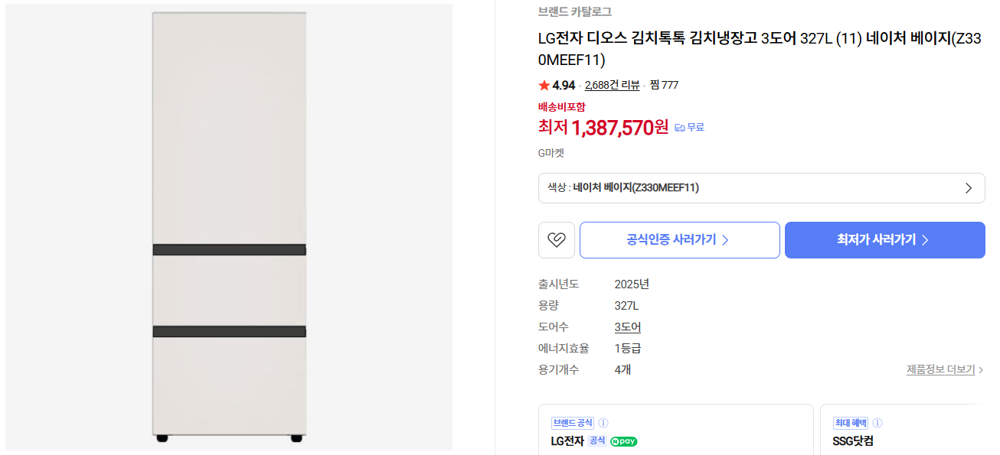 브랜드 카탈로그
LG전자 디오스 김치톡톡 김치냉장고 3도어 327L (11) 네이처 베이지(Z33
0MEEF11)
4.94 · 2,688건 리뷰 · 찜 777
배송비포함
최저 1,387,570원 무료
G마켓
색상 : 네이처 베이지(Z330MEEF11)
공식인증 사러가기
최저가 사러가기
출시년도 2025년
용량 327L
도어수 3도어
에너지효율 1등급
용기개수 4개
제품정보 더보기
브랜드 공식
LG전자 공식 N pay
최대 혜택
SSG닷컴